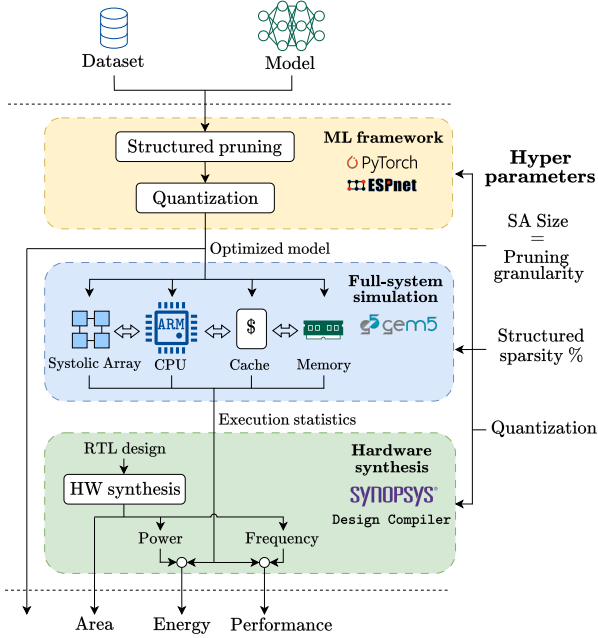 Dataset
Model
Structured pruning
ML framework
PyTorch
ESPnet
Quantization
Hyper
parameters
SA Size
=
Pruning
granularity
Optimized model
Full-system
simulation
gem5
ARM
$
Systolic Array
CPU
Cache
Memory
Structured
sparsity %
Execution statistics
Quantization
RTL design
Hardware
synthesis
HW synthesis
SYNOPSYS®
Design Compiler
Power
Frequency
Area
Energy
Performance